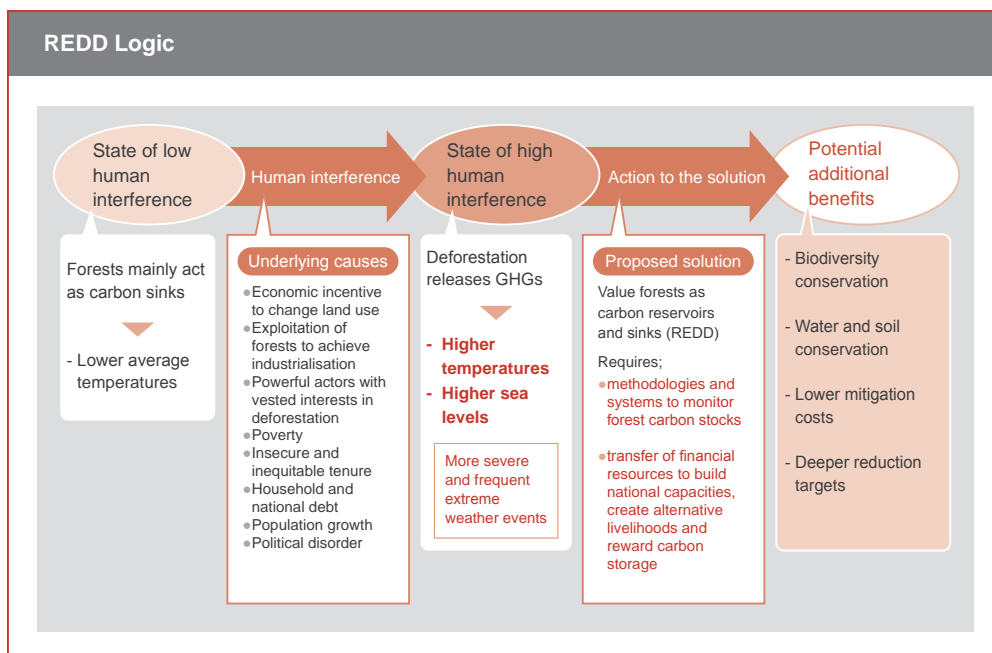 REDD Logic
State of low
human
interference
Human interference
State of high
human
interference
Action to the solution
Potential
additional
benefits
Forests mainly act
as carbon sinks
- Lower average
temperatures
Underlying causes
●Economic incentive
to change land use
●Exploitation of
forests to achieve
industrialisation
●Powerful actors with
vested interests in
deforestation
●Poverty
●Insecure and
inequitable tenure
●Household and
national debt
●Population growth
●Political disorder
Deforestation
releases GHGs
- Higher
temperatures
- Higher sea
levels
More severe
and frequent
extreme
weather events
Proposed solution
Value forests as
carbon reservoirs
and sinks (REDD)
Requires;
●methodologies and
systems to monitor
forest carbon stocks
●transfer of financial
resources to build
national capacities,
create alternative
livelihoods and
reward carbon
storage
- Biodiversity
conservation
- Water and soil
conservation
- Lower mitigation
costs
- Deeper reduction
targets